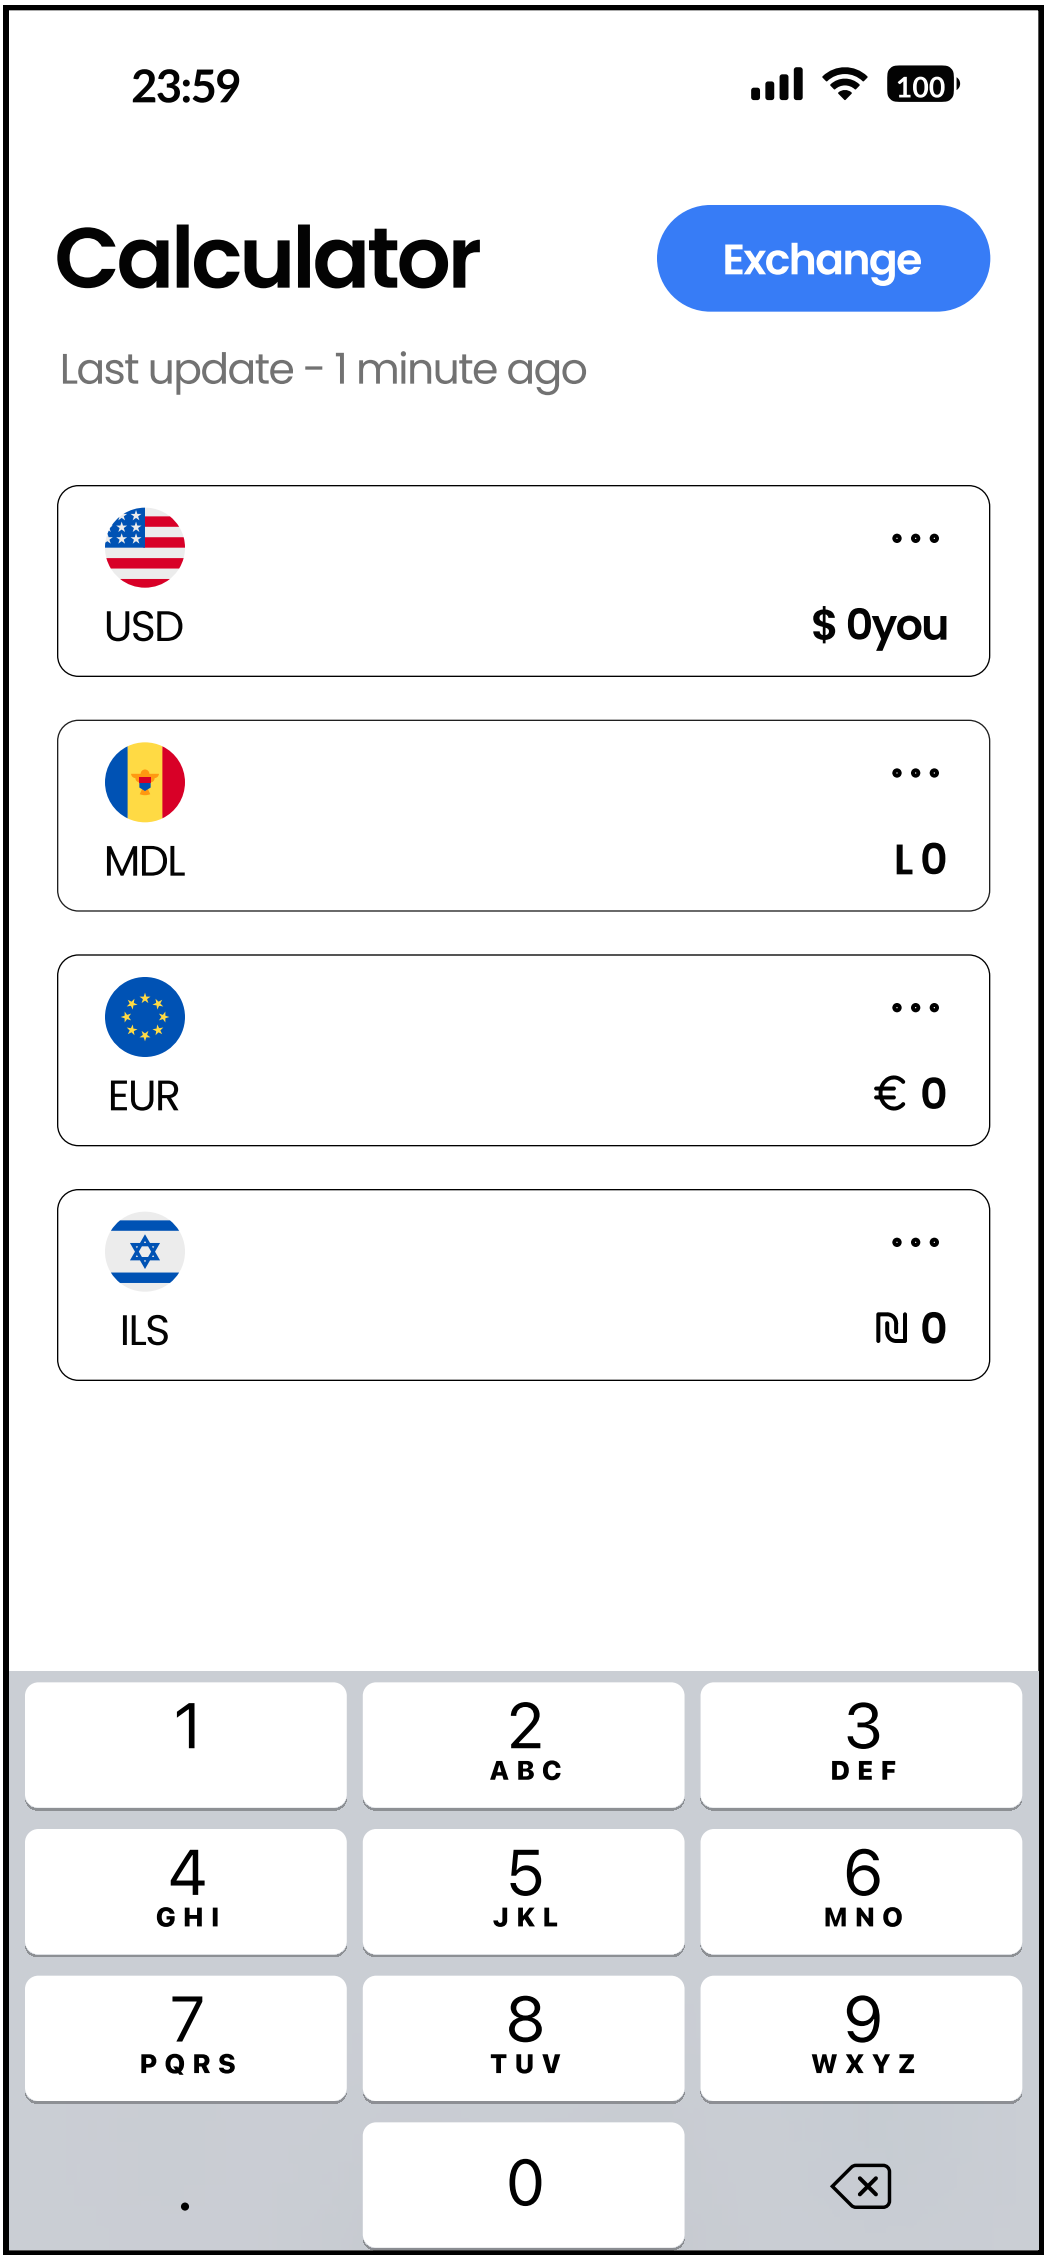 23:59
100
Calculator
Exchange
Last update - 1 minute ago
USD
$ 0you
MDL
L 0
EUR
€ 0
ILS
₪ 0
1
2
3
ABC
DEF
4
5
6
GHI
JKL
MNO
7
8
9
PQRS
TUV
WXYZ
.
0